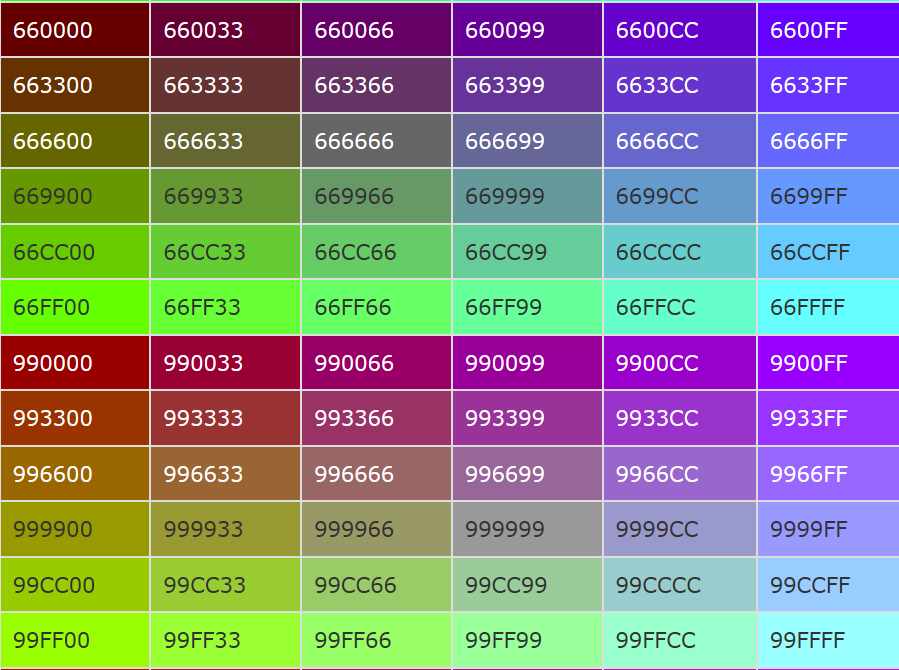 660000 660033 660066 660099 6600CC 6600FF
663300 663333 663366 663399 6633CC 6633FF
666600 666633 666666 666699 6666CC 6666FF
669900 669933 669966 669999 6699CC 6699FF
66CC00 66CC33 66CC66 66CC99 66CCCC 66CCFF
66FF00 66FF33 66FF66 66FF99 66FFCC 66FFFF
990000 990033 990066 990099 9900CC 9900FF
993300 993333 993366 993399 9933CC 9933FF
996600 996633 996666 996699 9966CC 9966FF
999900 999933 999966 999999 9999CC 9999FF
99CC00 99CC33 99CC66 99CC99 99CCCC 99CCFF
99FF00 99FF33 99FF66 99FF99 99FFCC 99FFFF